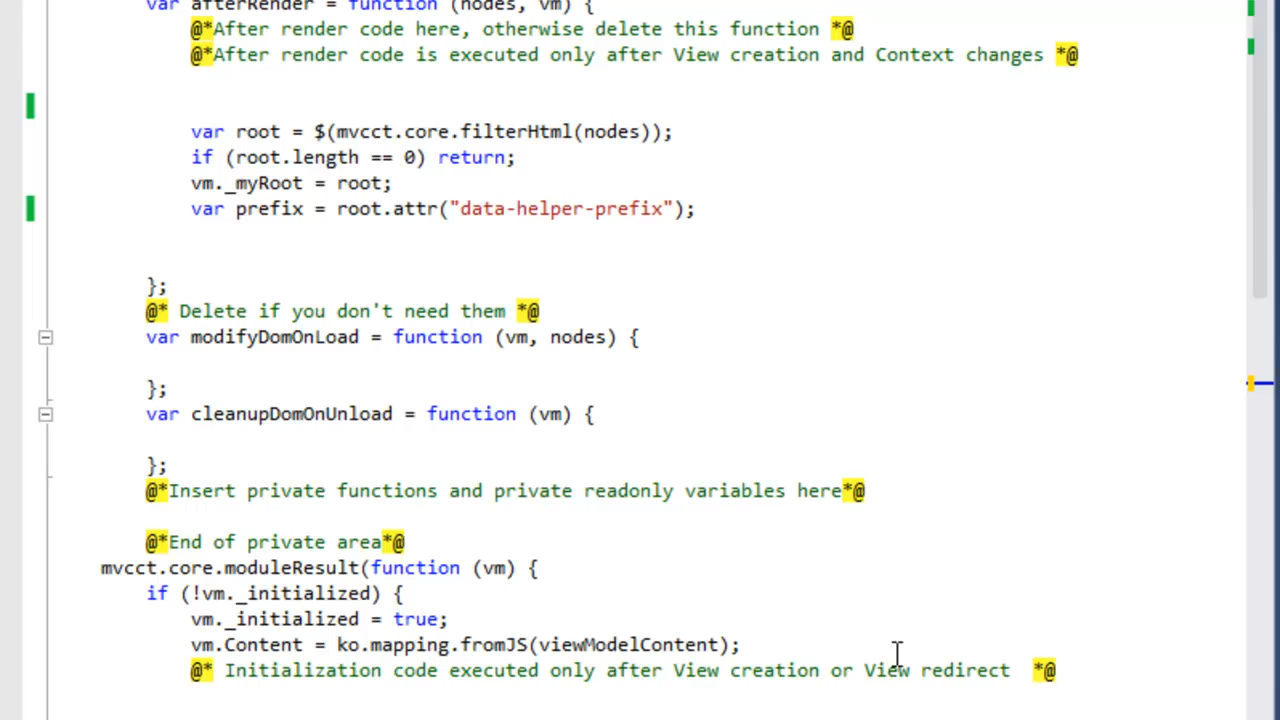 var afterRender = function (nodes, vm) {
@*After render code here, otherwise delete this function *@
@*After render code is executed only after View creation and Context changes *@
var root = $(mvcct.core.filterHtml(nodes));
if (root.length == 0) return;
vm._myRoot = root;
var prefix = root.attr("data-helper-prefix");
};
@* Delete if you don't need them *@
var modifyDomOnLoad = function (vm, nodes) {
};
var cleanupDomOnUnload = function (vm) {
};
@*Insert private functions and private readonly variables here*@
@*End of private area*@
mvcct.core.moduleResult(function (vm) {
if (!vm._initialized) {
vm._initialized = true;
vm.Content = ko.mapping.fromJS(viewModelContent);
@* Initialization code executed only after View creation or View redirect  *@